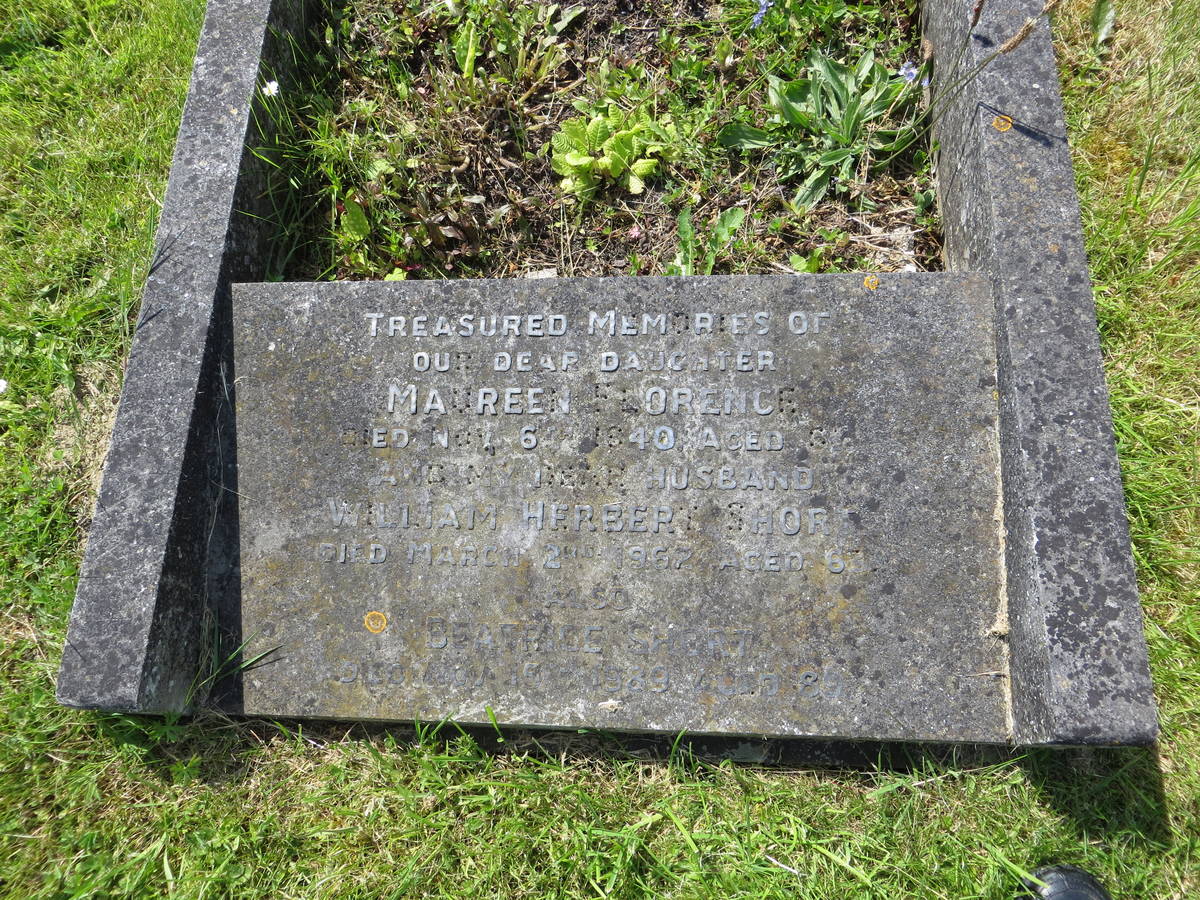 TREASURED MEMORIES OF
OUR DEAR DAUGHTER
MAUREEN FLORENCE
DIED NOV. 6TH 1940, AGED
AND MY DEAR HUSBAND
WILLIAM HERBERT SHORT
DIED MARCH 2ND 1967 AGED
ALSO
BEATRICE SHORT
DIED 1989 AGED 89